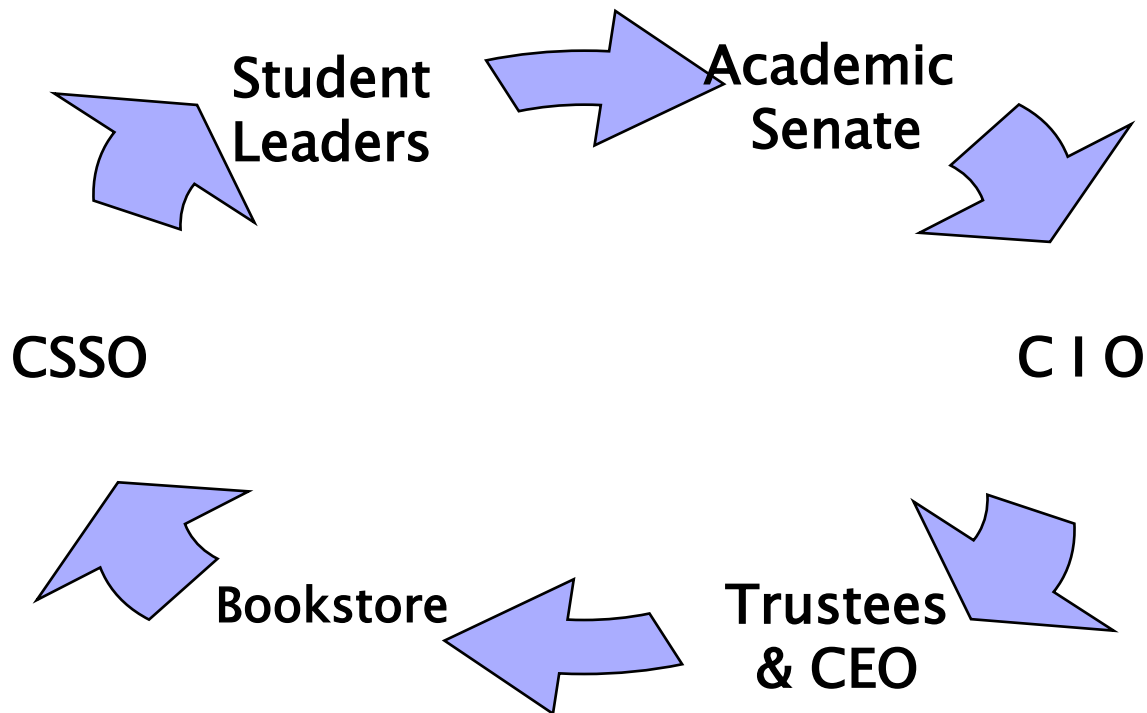 Student
Leaders
Academic
Senate
CSSO
C I O
Bookstore
Trustees
& CEO